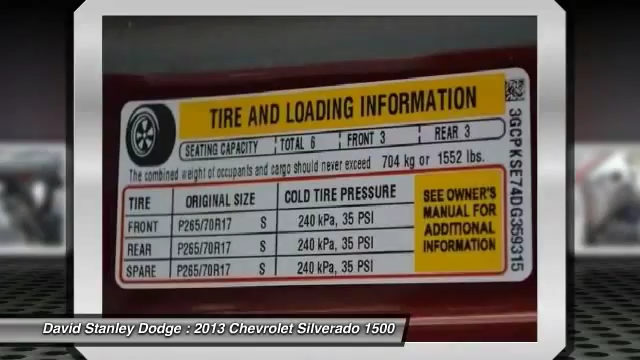 TIRE AND LOADING INFORMATION
SEATING CAPACITY TOTAL 6 FRONT 3 REAR 3
The combined weight of occupants and cargo should never exceed 704 kg or 1552 lbs.
TIRE ORIGINAL SIZE COLD TIRE PRESSURE
FRONT P265/70R17 S 240 kPa, 35 PSI
REAR P265/70R17 S 240 kPa, 35 PSI
SPARE P265/70R17 S 240 kPa, 35 PSI
SEE OWNER'S
MANUAL FOR
ADDITIONAL
INFORMATION
3GCPKSE74DG359315
David Stanley Dodge : 2013 Chevrolet Silverado 1500